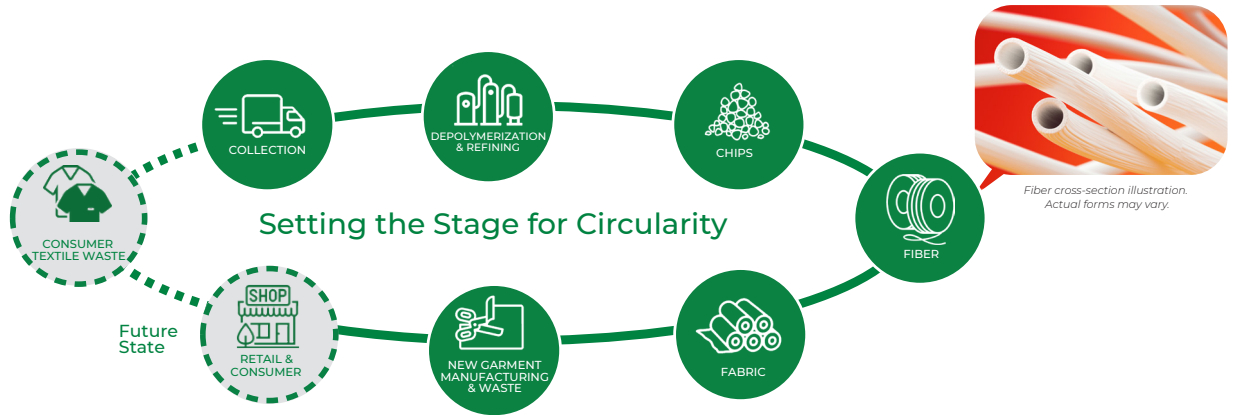 COLLECTION
DEPOLYMERIZATION
& REFINING
CHIPS
Fiber cross-section illustration.
Actual forms may vary.
CONSUMER
TEXTILE WASTE
Setting the Stage for Circularity
FIBER
Future
State
SHOP
RETAIL &
CONSUMER
NEW GARMENT
MANUFACTURING
& WASTE
FABRIC